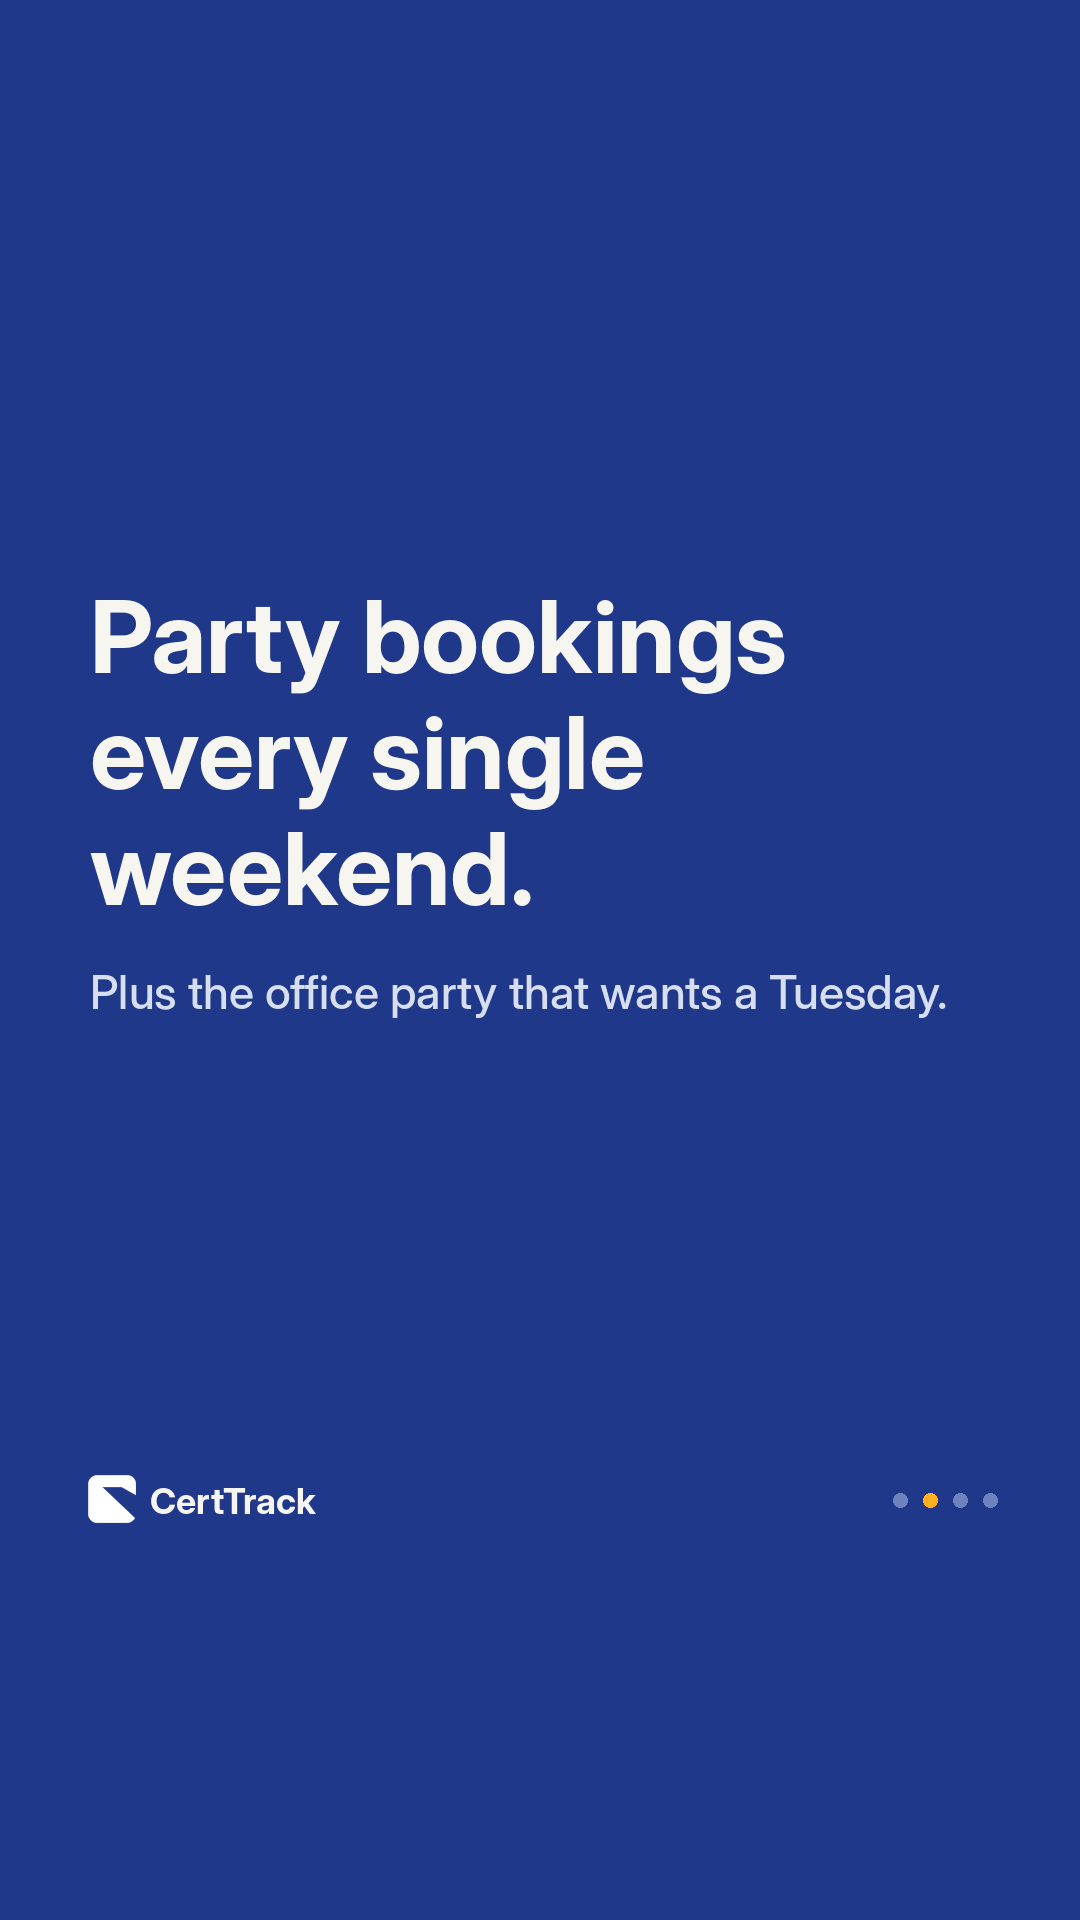 Party bookings
every single
weekend.
Plus the office party that wants a Tuesday.
CertTrack